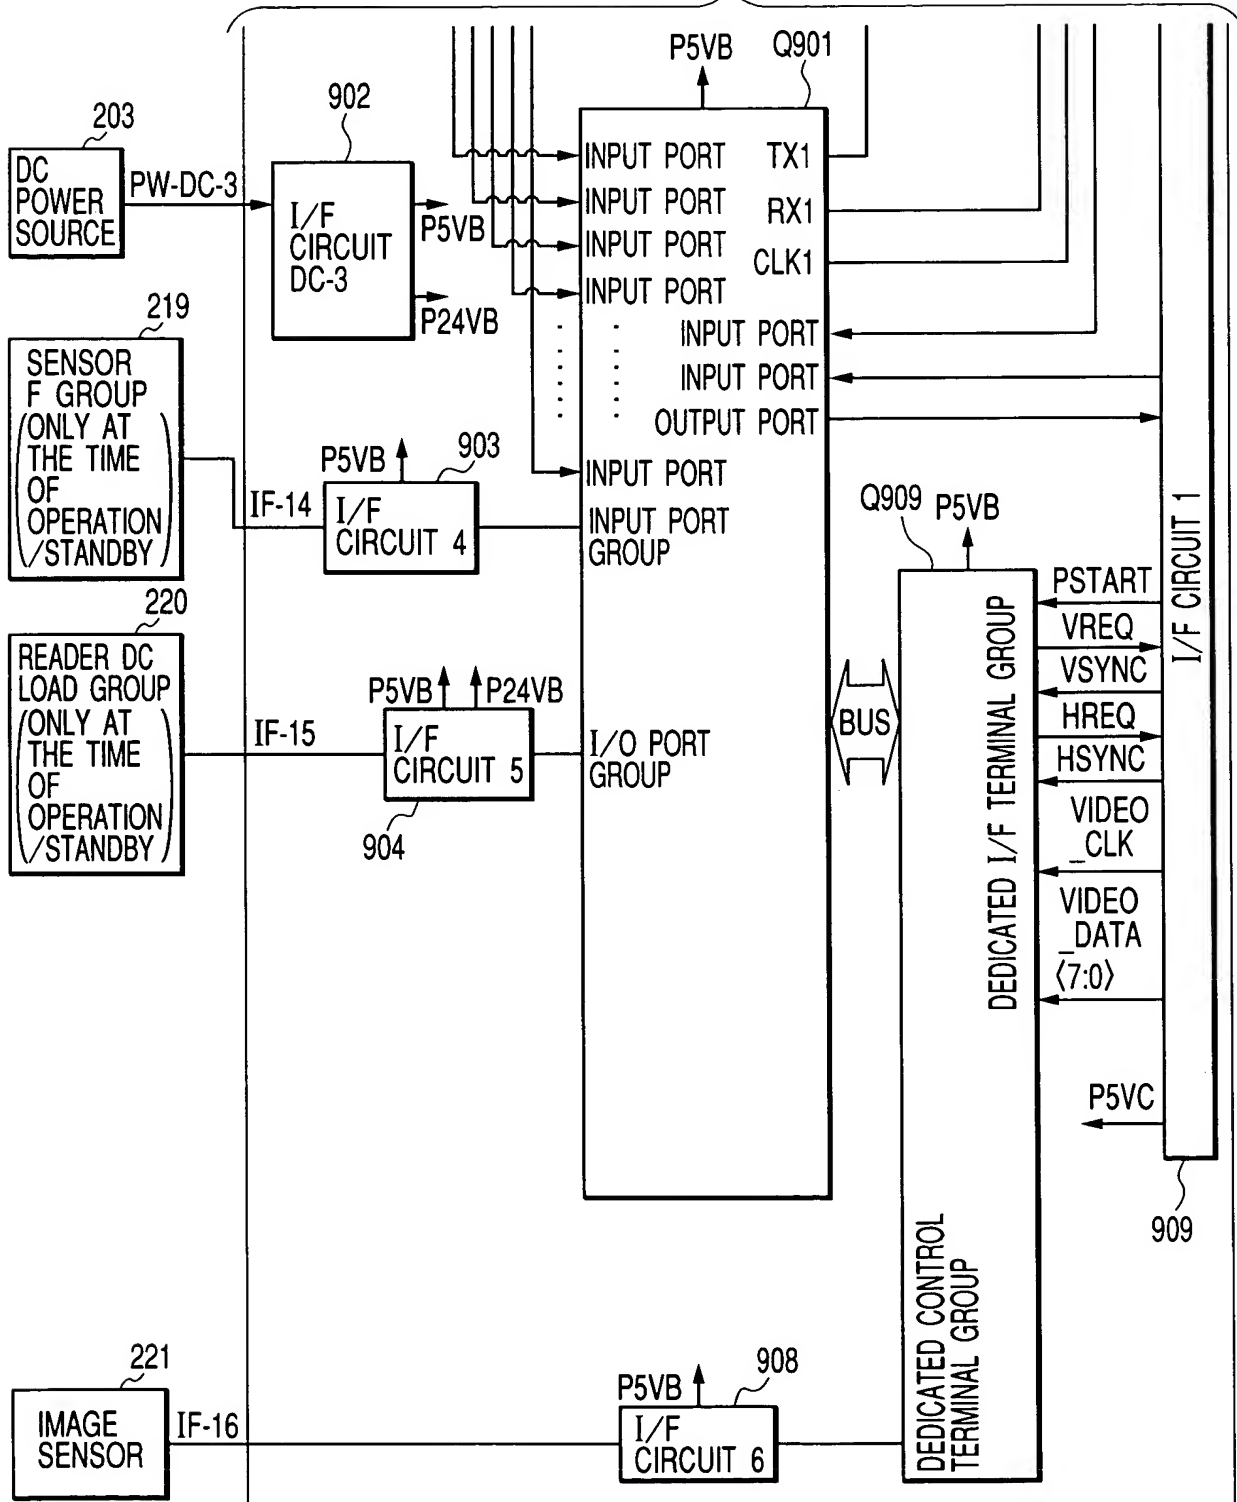 P5VB
Q901
902
203
DC
POWER
SOURCE
PW-DC-3
I/F
CIRCUIT
DC-3
P5VB
P24VB
INPUT PORT
INPUT PORT
INPUT PORT
INPUT PORT
TX1
RX1
CLK1
INPUT PORT
INPUT PORT
OUTPUT PORT
INPUT PORT
INPUT PORT
GROUP
219
SENSOR
F GROUP
(ONLY AT
THE TIME
OF
OPERATION
/STANDBY)
IF-14
P5VB
903
I/F
CIRCUIT 4
220
READER DC
LOAD GROUP
(ONLY AT
THE TIME
OF
OPERATION
/STANDBY)
IF-15
P5VB
P24VB
I/F
CIRCUIT 5
904
I/O PORT
GROUP
BUS
Q909
P5VB
DEDICATED I/F TERMINAL GROUP
DEDICATED CONTROL
TERMINAL GROUP
PSTART
VREQ
VSYNC
HREQ
HSYNC
VIDEO
_CLK
VIDEO
_DATA
⟨7:0⟩
P5VC
I/F CIRCUIT 1
909
221
IMAGE
SENSOR
IF-16
P5VB
908
I/F
CIRCUIT 6